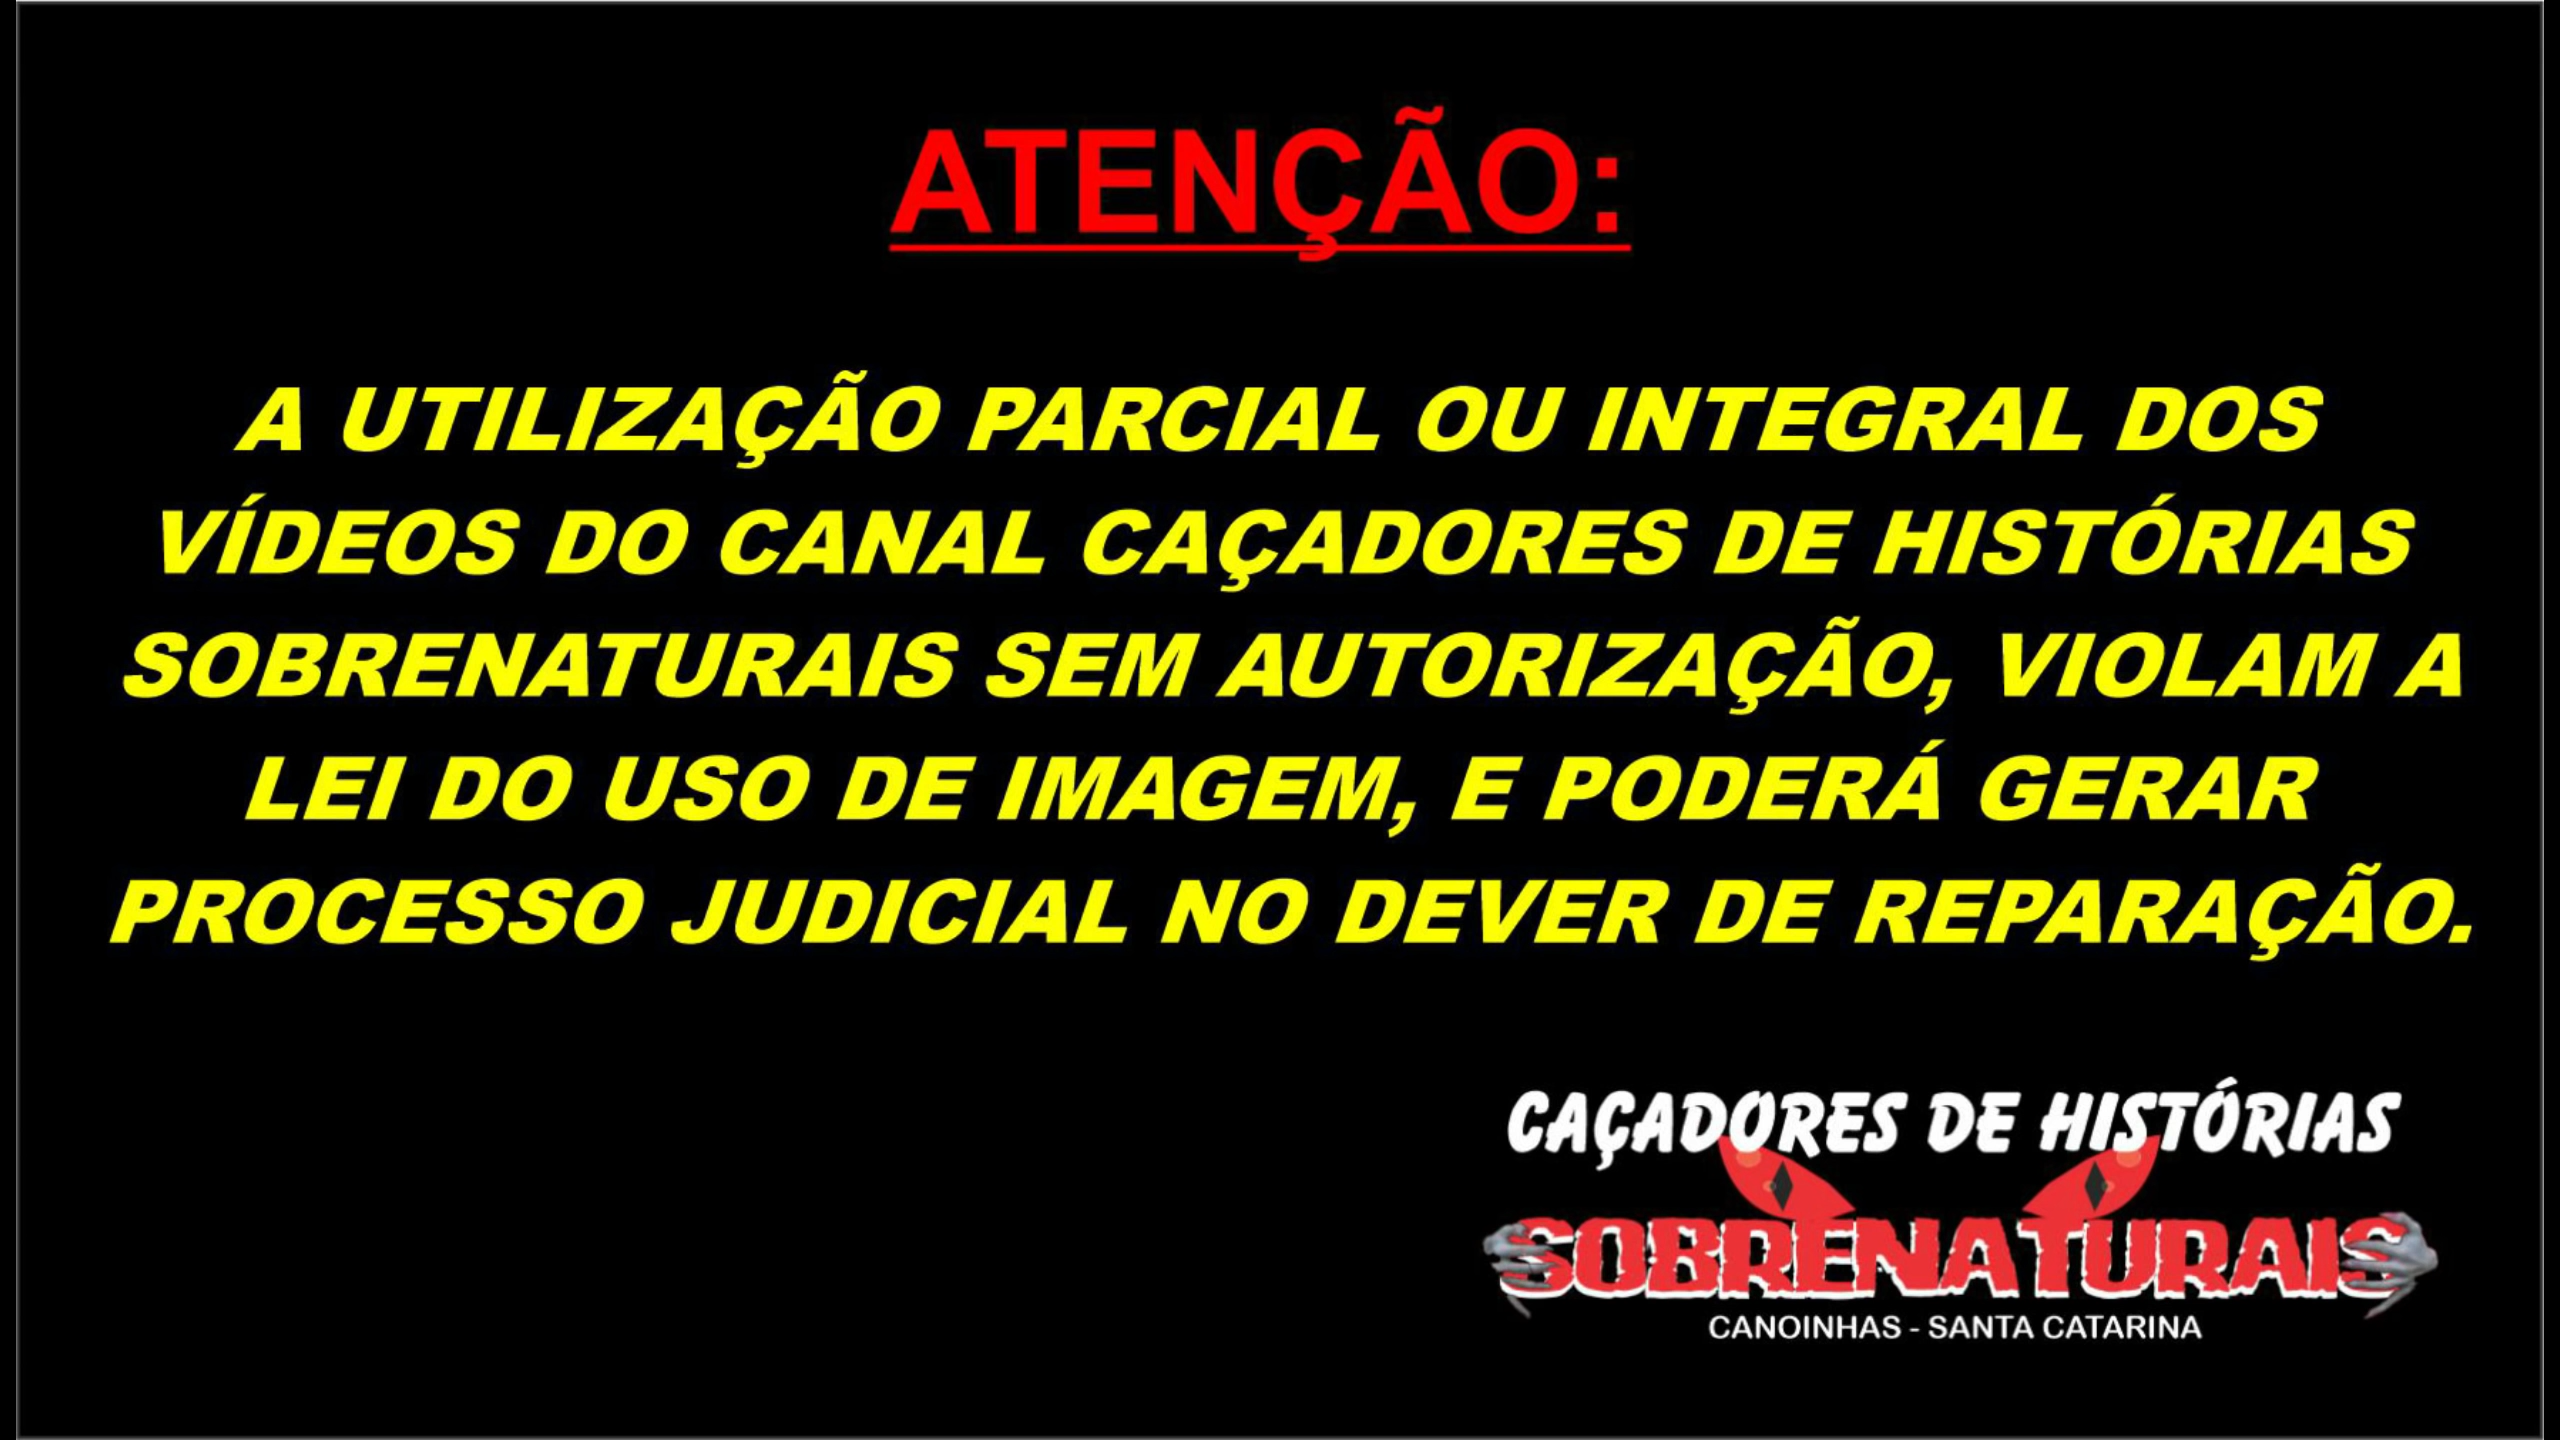 ATENÇÃO:
A UTILIZAÇÃO PARCIAL OU INTEGRAL DOS
VÍDEOS DO CANAL CAÇADORES DE HISTÓRIAS
SOBRENATURAIS SEM AUTORIZAÇÃO, VIOLAM A
LEI DO USO DE IMAGEM, E PODERÁ GERAR
PROCESSO JUDICIAL NO DEVER DE REPARAÇÃO.
CAÇADORES DE HISTÓRIAS
SOBRENATURAIS
CANOINHAS - SANTA CATARINA